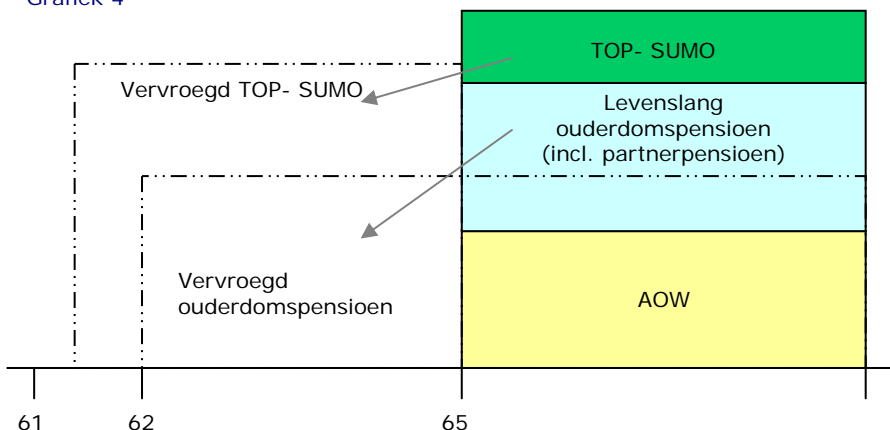 Grafiek 4
TOP- SUMO
Vervroegd TOP- SUMO
Levenslang
ouderdomspensioen
(incl. partnerpensioen)
Vervroegd
ouderdomspensioen
AOW
61
62
65